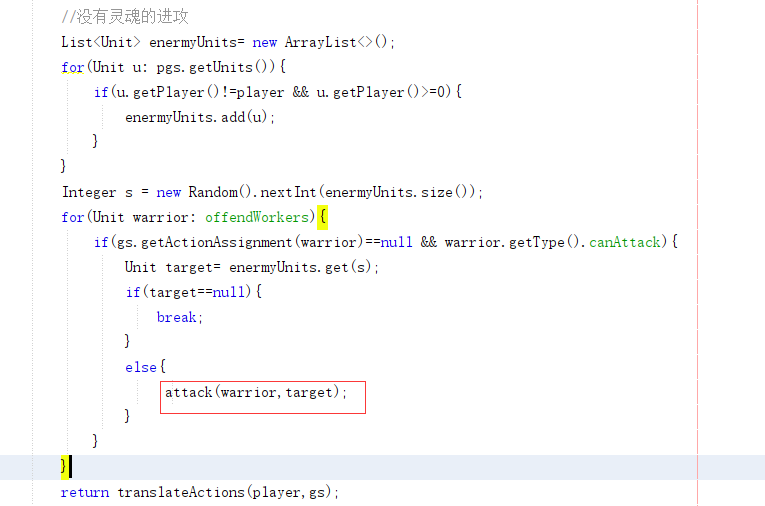 //没有灵魂的进攻
List<Unit> enermyUnits= new ArrayList<>();
for(Unit u: pgs.getUnits()){
if(u.getPlayer()!=player && u.getPlayer()>=0){
enermyUnits.add(u);
}
}
Integer s = new Random().nextInt(enermyUnits.size());
for(Unit warrior: offendWorkers){
if(gs.getActionAssignment(warrior)==null && warrior.getType().canAttack){
Unit target= enermyUnits.get(s);
if(target==null){
break;
}
else{
attack(warrior,target);
}
}
}
return translateActions(player,gs);